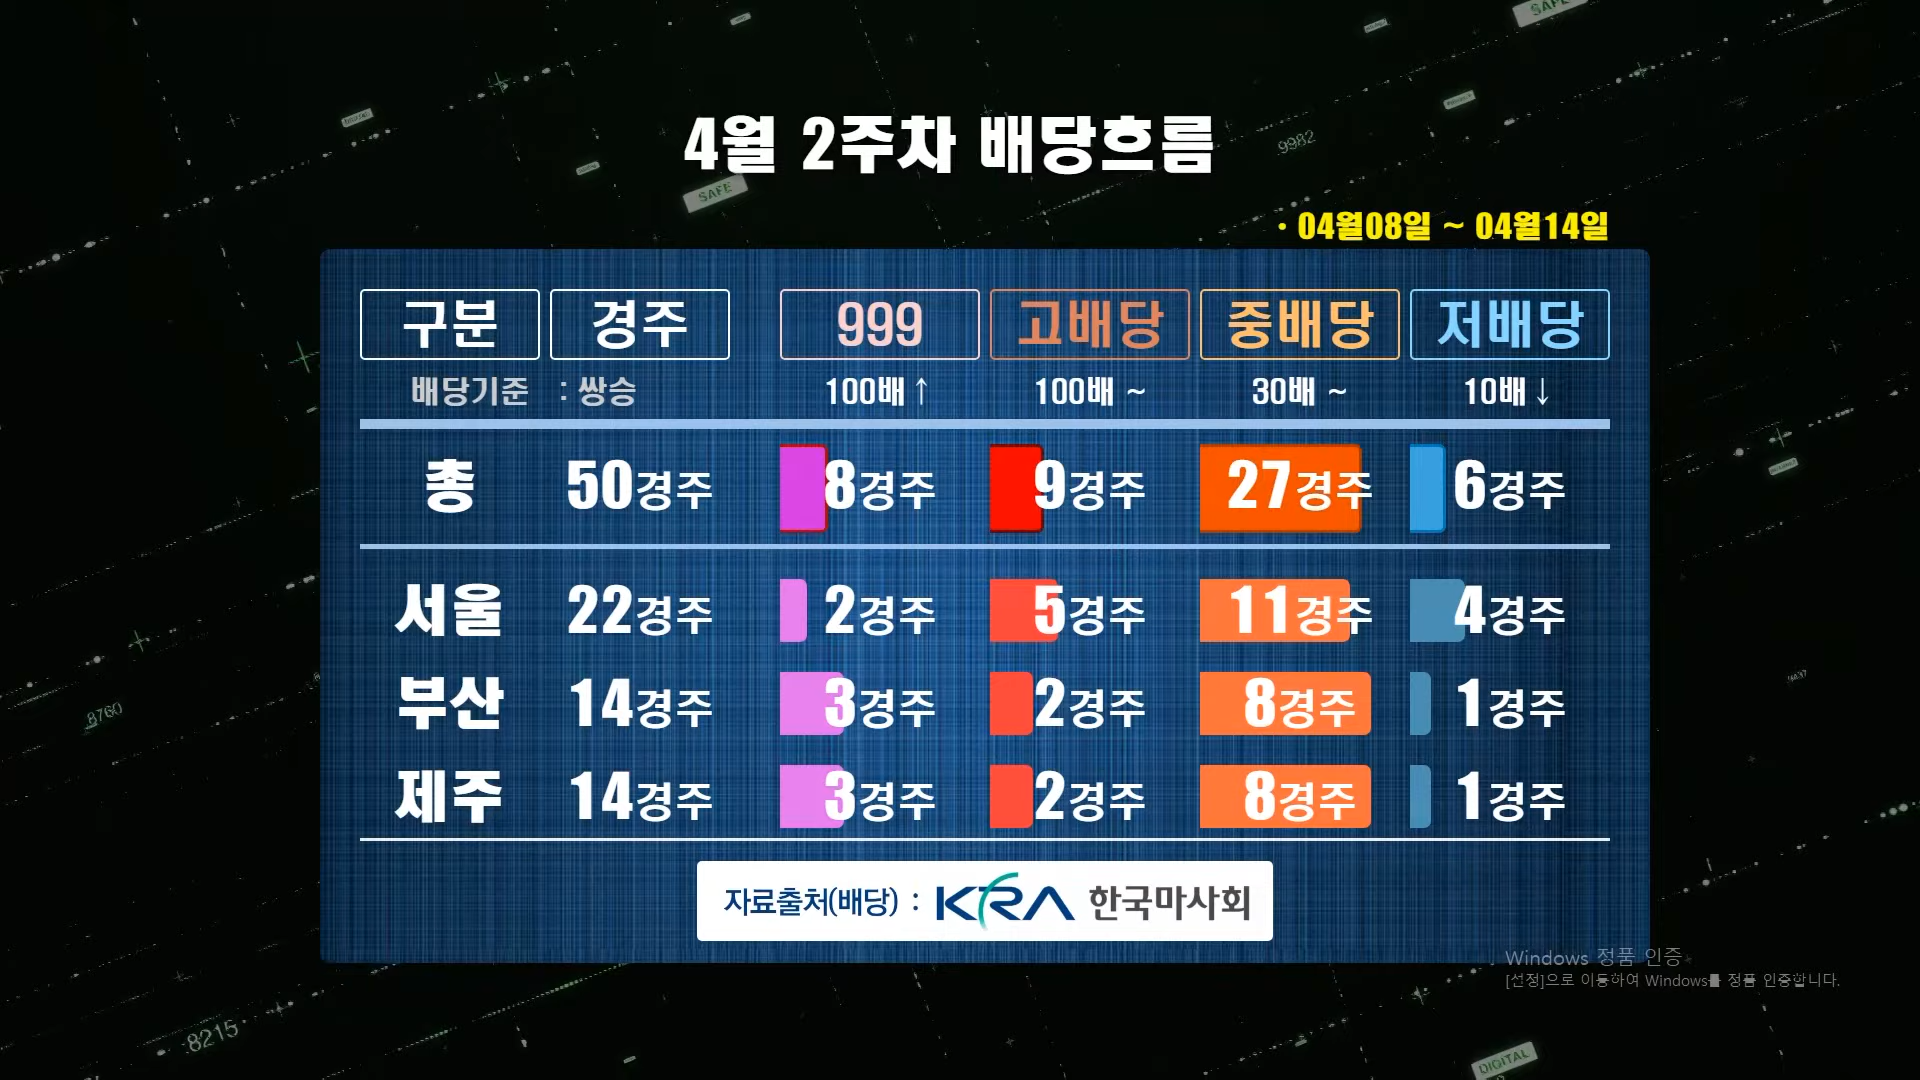 SAFE
4월 2주차 배당흐름
9982
SAFE
· 04월08일 ~ 04월14일
구분 경주 999 고배당 중배당 저배당
배당기준 : 쌍승 100배↑ 100배 ~ 30배 ~ 10배↓
총 50경주 8경주 9경주 27경주 6경주
서울 22경주 2경주 5경주 11경주 4경주
부산 14경주 3경주 2경주 8경주 1경주
8760
제주 14경주 3경주 2경주 8경주 1경주
자료출처(배당) : KRA 한국마사회
Windows 정품 인증
[설정]으로 이동하여 Windows를 정품 인증합니다.
8215
DIGITAL